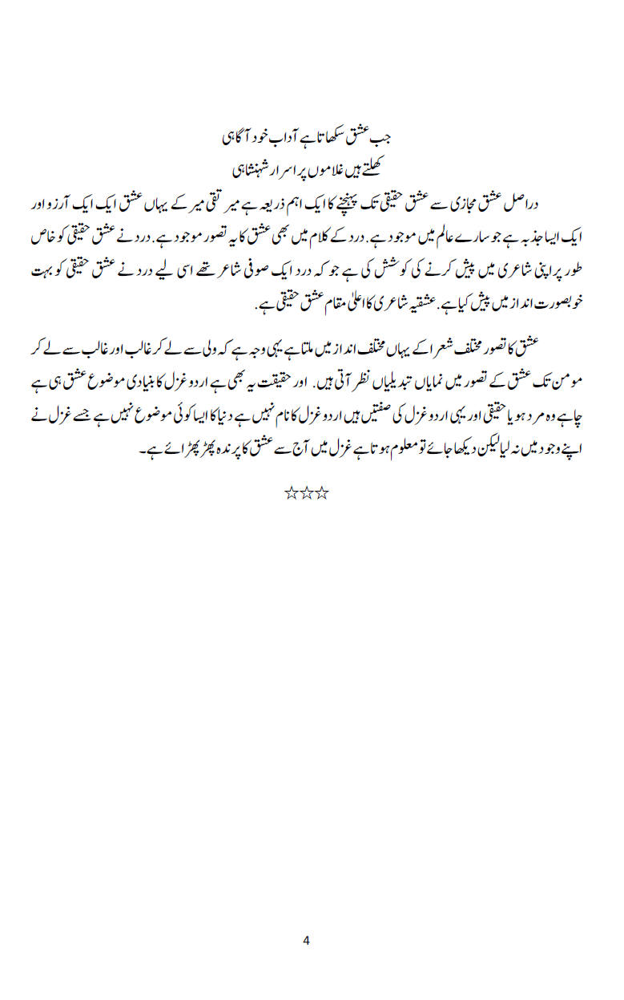 جب عشق سکھاتا ہے آداب خود آگاہی
کھلتے ہیں غلاموں پر اسرار شہنشاہی
دراصل عشق مجازی سے عشق حقیقی تک پہنچنے کا ایک اہم ذریعہ ہے میر تقی میر کے یہاں عشق ایک ایک آرزو اور
ایک ایسا جذبہ ہے جو سارے عالم میں موجود ہے. درد کے کلام میں بھی عشق کا یہ تصور موجود ہے. درد نے عشق حقیقی کو خاص
طور پر اپنی شاعری میں پیش کرنے کی کوشش کی ہے جو کہ درد ایک صوفی شاعر تھے اسی لیے درد نے عشق حقیقی کو بہت
خوبصورت انداز میں پیش کیا ہے. عشقیہ شاعری کا اعلیٰ مقام عشق حقیقی ہے.
عشق کا تصور مختلف شعرا کے یہاں مختلف انداز میں ملتا ہے یہی وجہ ہے کہ ولی سے لے کر غالب اور غالب سے لے کر
مومن تک عشق کے تصور میں نمایاں تبدیلیاں نظر آتی ہیں. اور حقیقت یہ بھی ہے اردو غزل کا بنیادی موضوع عشق ہی ہے
چاہے وہ مرد ہو یا حقیقی اور یہی اردو غزل کی صفتیں ہیں اردو غزل کا نام نہیں ہے دنیا کا ایسا کوئی موضوع نہیں ہے جسے غزل نے
اپنے وجود میں نہ لیا لیکن دیکھا جائے تو معلوم ہوتا ہے غزل میں آج سے عشق کا پرندہ پھڑ پھڑائے ہے۔
☆☆☆
4